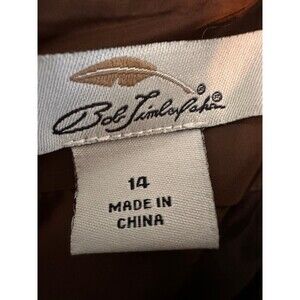 Bob Timberlake
®
14
MADE IN
CHINA